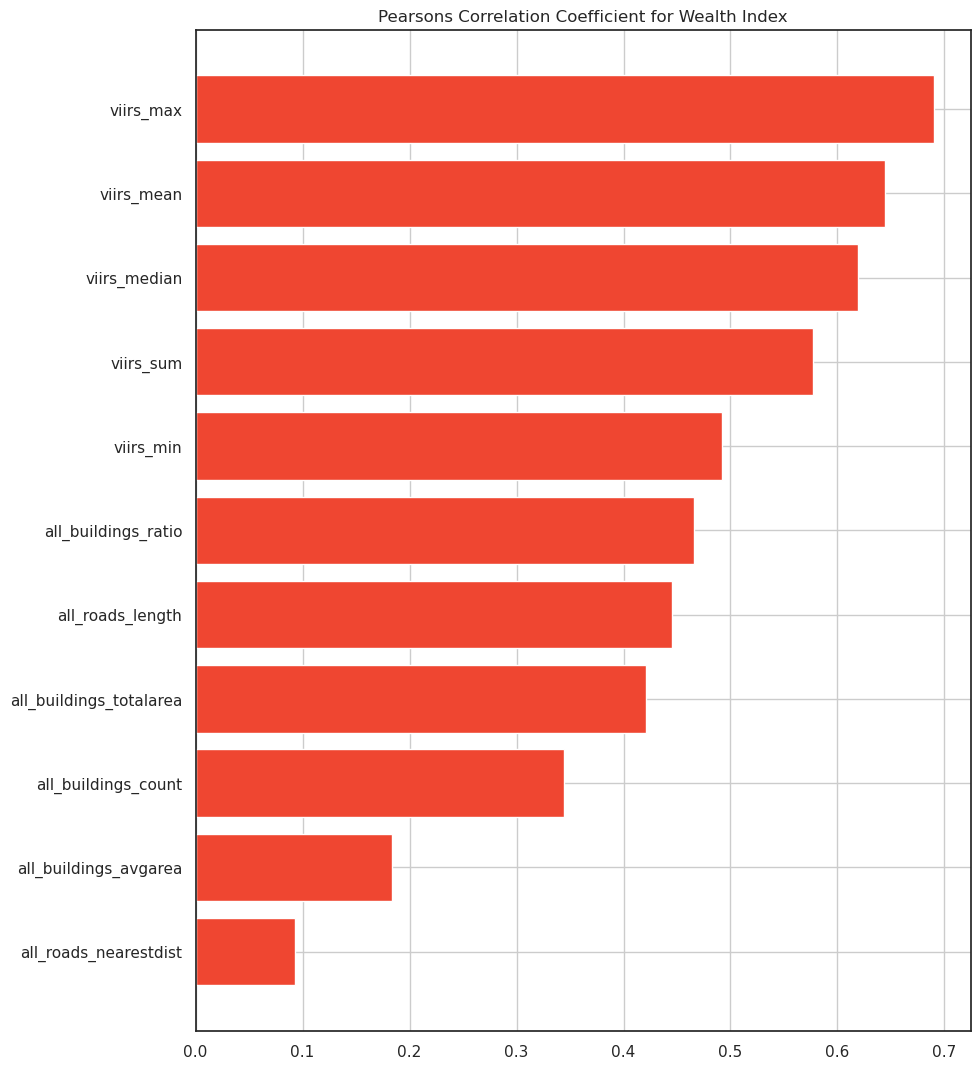 Pearsons Correlation Coefficient for Wealth Index
viirs_max
viirs_mean
viirs_median
viirs_sum
viirs_min
all_buildings_ratio
all_roads_length
all_buildings_totalarea
all_buildings_count
all_buildings_avgarea
all_roads_nearestdist
0.0 0.1 0.2 0.3 0.4 0.5 0.6 0.7